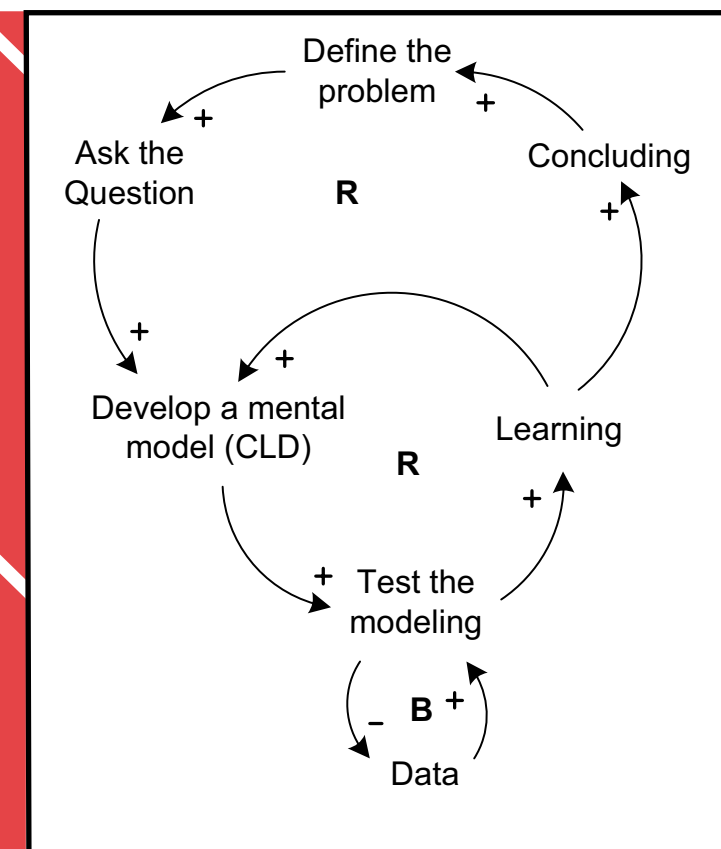 Define the
problem
+
+
Ask the
Question
Concluding
R
+
+
+
Develop a mental
model (CLD)
Learning
R
+
+
Test the
modeling
B
+
–
Data